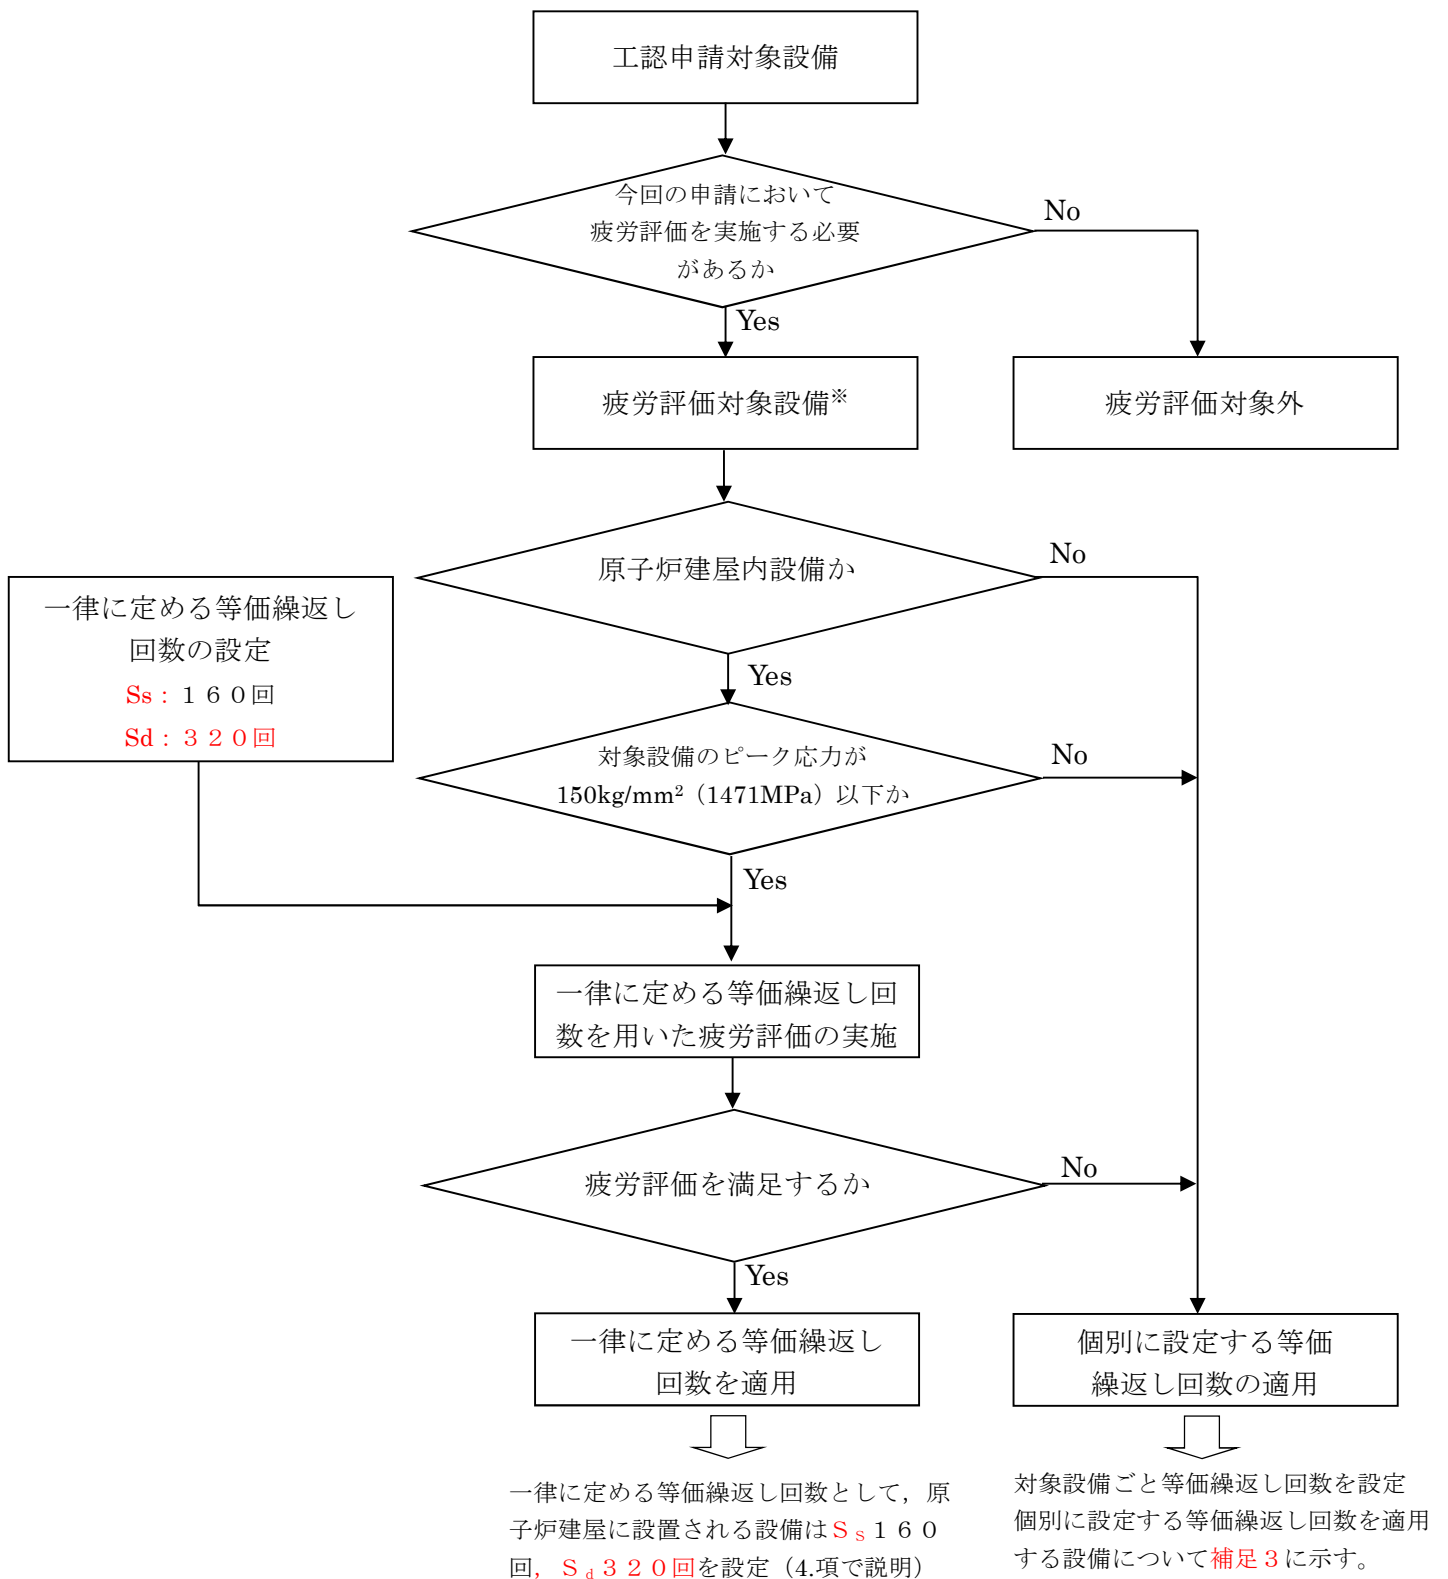 工認申請対象設備
今回の申請において
疲労評価を実施する必要
があるか
No
Yes
疲労評価対象設備※
疲労評価対象外
原子炉建屋内設備か
No
Yes
一律に定める等価繰返し
回数の設定
Ss：１６０回
Sd：３２０回
対象設備のピーク応力が
150kg/mm²（1471MPa）以下か
No
Yes
一律に定める等価繰返し回
数を用いた疲労評価の実施
疲労評価を満足するか
No
Yes
一律に定める等価繰返し
回数を適用
個別に設定する等価
繰返し回数の適用
一律に定める等価繰返し回数として，原
子炉建屋に設置される設備はＳｓ１６０
回，Ｓｄ３２０回を設定（4.項で説明）
対象設備ごと等価繰返し回数を設定
個別に設定する等価繰返し回数を適用
する設備について補足３に示す。